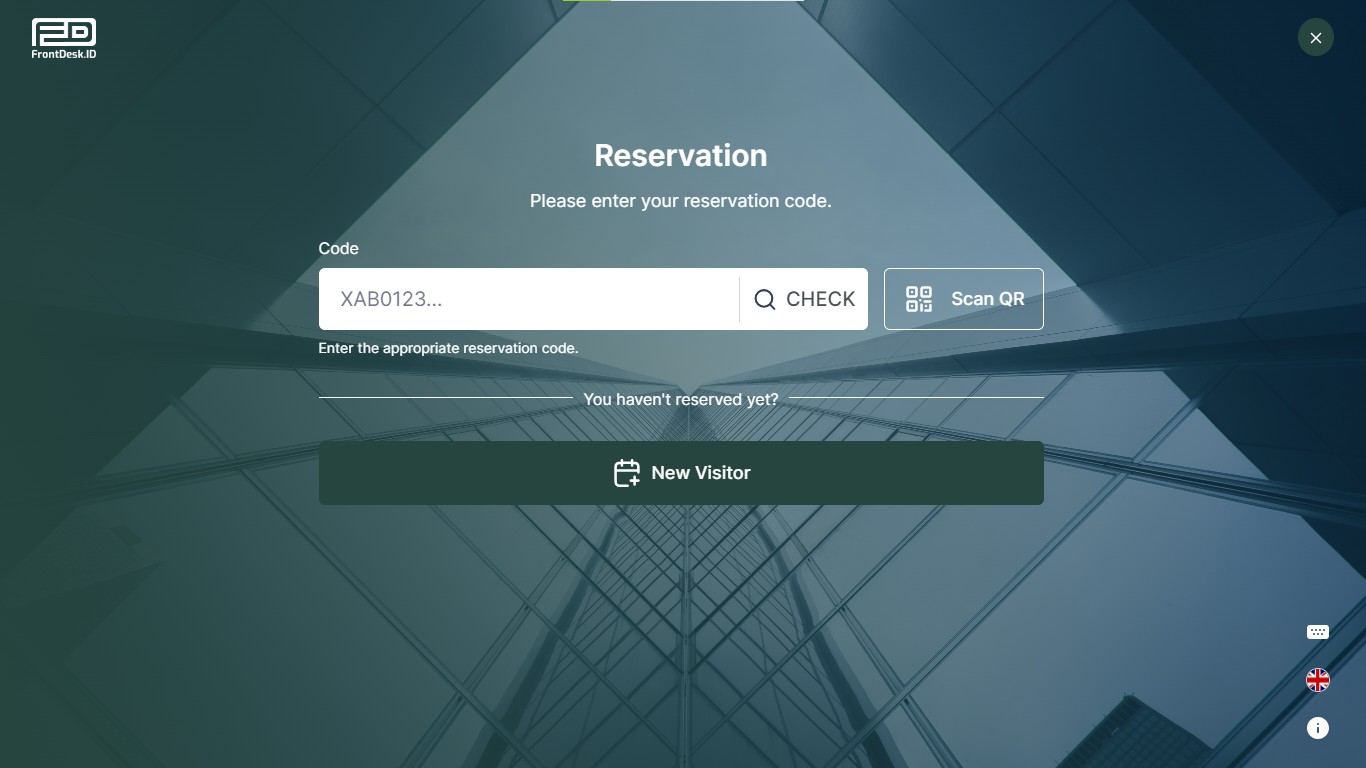 FrontDesk.ID
Reservation
Please enter your reservation code.
Code
XAB0123...
CHECK
Scan QR
Enter the appropriate reservation code.
You haven't reserved yet?
New Visitor